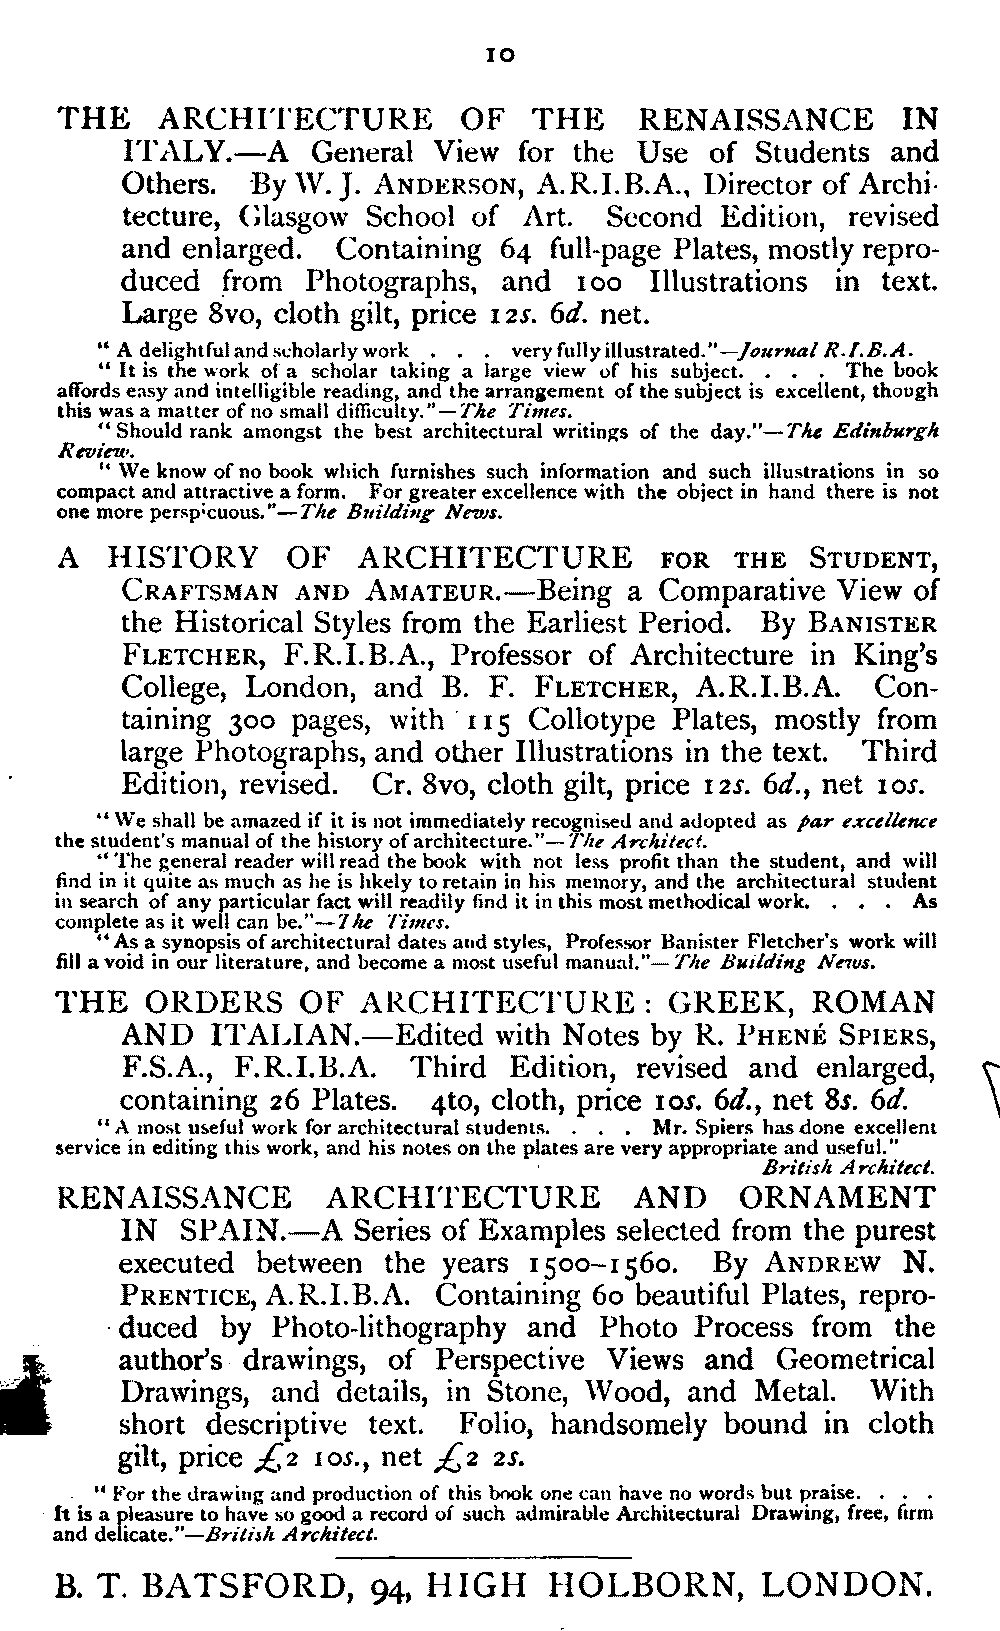 10
THE ARCHITECTURE OF THE RENAISSANCE IN
ITALY.—A General View for the Use of Students and
Others. By W. J. ANDERSON, A.R.I.B.A., Director of Archi-
tecture, Glasgow School of Art. Second Edition, revised
and enlarged. Containing 64 full-page Plates, mostly repro-
duced from Photographs, and 100 Illustrations in text.
Large 8vo, cloth gilt, price 12s. 6d. net.
“ A delightful and scholarly work . . . very fully illustrated.”—Journal R.I.B.A.
“ It is the work of a scholar taking a large view of his subject. . . . The book
affords easy and intelligible reading, and the arrangement of the subject is excellent, though
this was a matter of no small difficulty.”—The Times.
“ Should rank amongst the best architectural writings of the day.”—The Edinburgh
Review.
“ We know of no book which furnishes such information and such illustrations in so
compact and attractive a form. For greater excellence with the object in hand there is not
one more perspicuous.”—The Building News.
A HISTORY OF ARCHITECTURE FOR THE STUDENT,
CRAFTSMAN AND AMATEUR.—Being a Comparative View of
the Historical Styles from the Earliest Period. By BANISTER
FLETCHER, F.R.I.B.A., Professor of Architecture in King's
College, London, and B. F. FLETCHER, A.R.I.B.A. Con-
taining 300 pages, with 115 Collotype Plates, mostly from
large Photographs, and other Illustrations in the text. Third
Edition, revised. Cr. 8vo, cloth gilt, price 12s. 6d., net 10s.
“ We shall be amazed if it is not immediately recognised and adopted as par excellence
the student's manual of the history of architecture.”—The Architect.
“ The general reader will read the book with not less profit than the student, and will
find in it quite as much as he is likely to retain in his memory, and the architectural student
in search of any particular fact will readily find it in this most methodical work. . . . As
complete as it well can be.”—The Times.
“ As a synopsis of architectural dates and styles, Professor Banister Fletcher's work will
fill a void in our literature, and become a most useful manual.”—The Building News.
THE ORDERS OF ARCHITECTURE : GREEK, ROMAN
AND ITALIAN.—Edited with Notes by R. PHENÉ SPIERS,
F.S.A., F.R.I.B.A. Third Edition, revised and enlarged,
containing 26 Plates. 4to, cloth, price 10s. 6d., net 8s. 6d.
“ A most useful work for architectural students. . . . Mr. Spiers has done excellent
service in editing this work, and his notes on the plates are very appropriate and useful.”
British Architect.
RENAISSANCE ARCHITECTURE AND ORNAMENT
IN SPAIN.—A Series of Examples selected from the purest
executed between the years 1500–1560. By ANDREW N.
PRENTICE, A.R.I.B.A. Containing 60 beautiful Plates, repro-
duced by Photo-lithography and Photo Process from the
author's drawings, of Perspective Views and Geometrical
Drawings, and details, in Stone, Wood, and Metal. With
short descriptive text. Folio, handsomely bound in cloth
gilt, price £2 10s., net £2 2s.
“ For the drawing and production of this book one can have no words but praise. . . .
It is a pleasure to have so good a record of such admirable Architectural Drawing, free, firm
and delicate.”—British Architect.
B. T. BATSFORD, 94, HIGH HOLBORN, LONDON.